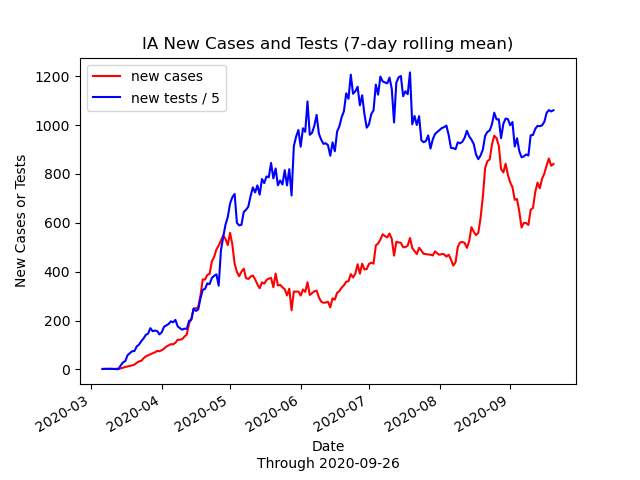 IA New Cases and Tests (7-day rolling mean)
new cases
new tests / 5
1200
1000
800
600
400
200
0
New Cases or Tests
2020-03
2020-04
2020-05
2020-06
2020-07
2020-08
2020-09
Date
Through 2020-09-26